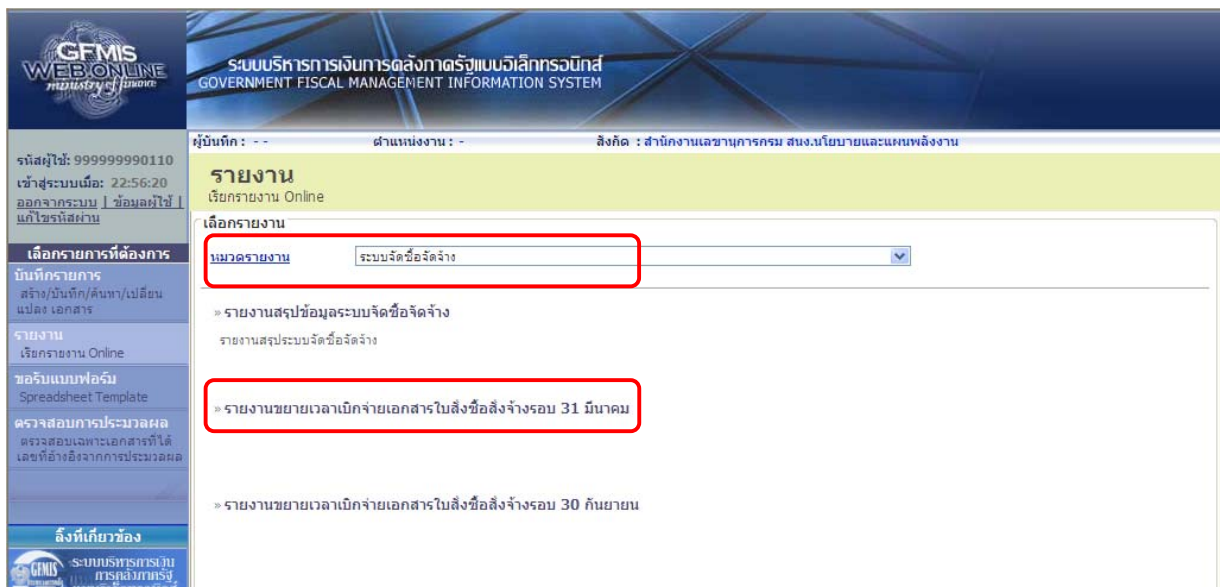 GFMIS
WEB ONLINE
ministry of finance
ระบบบริหารการเงินการคลังภาครัฐแบบอิเล็กทรอนิกส์
GOVERNMENT FISCAL MANAGEMENT INFORMATION SYSTEM
ผู้บันทึก : - - ตำแหน่งงาน : - สังกัด : สำนักงานเลขานุการกรม สนง.นโยบายและแผนพลังงาน
รหัสผู้ใช้: 999999990110
เข้าสู่ระบบเมื่อ: 22:56:20
ออกจากระบบ | ข้อมูลผู้ใช้ |
แก้ไขรหัสผ่าน
รายงาน
เรียกรายงาน Online
เลือกรายงาน
หมวดรายงาน ระบบจัดซื้อจัดจ้าง
» รายงานสรุปข้อมูลระบบจัดซื้อจัดจ้าง
รายงานสรุประบบจัดซื้อจัดจ้าง
» รายงานขยายเวลาเบิกจ่ายเอกสารใบสั่งซื้อสั่งจ้างรอบ 31 มีนาคม
» รายงานขยายเวลาเบิกจ่ายเอกสารใบสั่งซื้อสั่งจ้างรอบ 30 กันยายน
เลือกรายการที่ต้องการ
บันทึกรายการ
สร้าง/บันทึก/ค้นหา/เปลี่ยน
แปลง เอกสาร
รายงาน
เรียกรายงาน Online
ขอรับแบบฟอร์ม
Spreadsheet Template
ตรวจสอบการประมวลผล
ตรวจสอบเฉพาะเอกสารที่ได้
เลขที่อ้างอิงจากการประมวลผล
ลิ้งที่เกี่ยวข้อง
GFMIS ระบบบริหารการเงิน
การคลังภาครัฐ